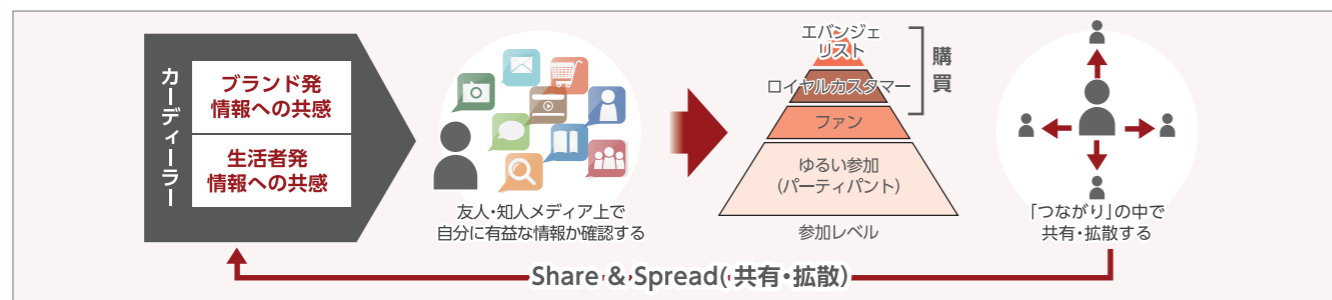 カーディーラー
ブランド発
情報への共感
生活者発
情報への共感
友人・知人メディア上で
自分に有益な情報か確認する
エバンジェ
リスト
ロイヤルカスタマー
ファン
ゆるい参加
(パーティパント)
参加レベル
購買
「つながり」の中で
共有・拡散する
Share & Spread(共有・拡散)